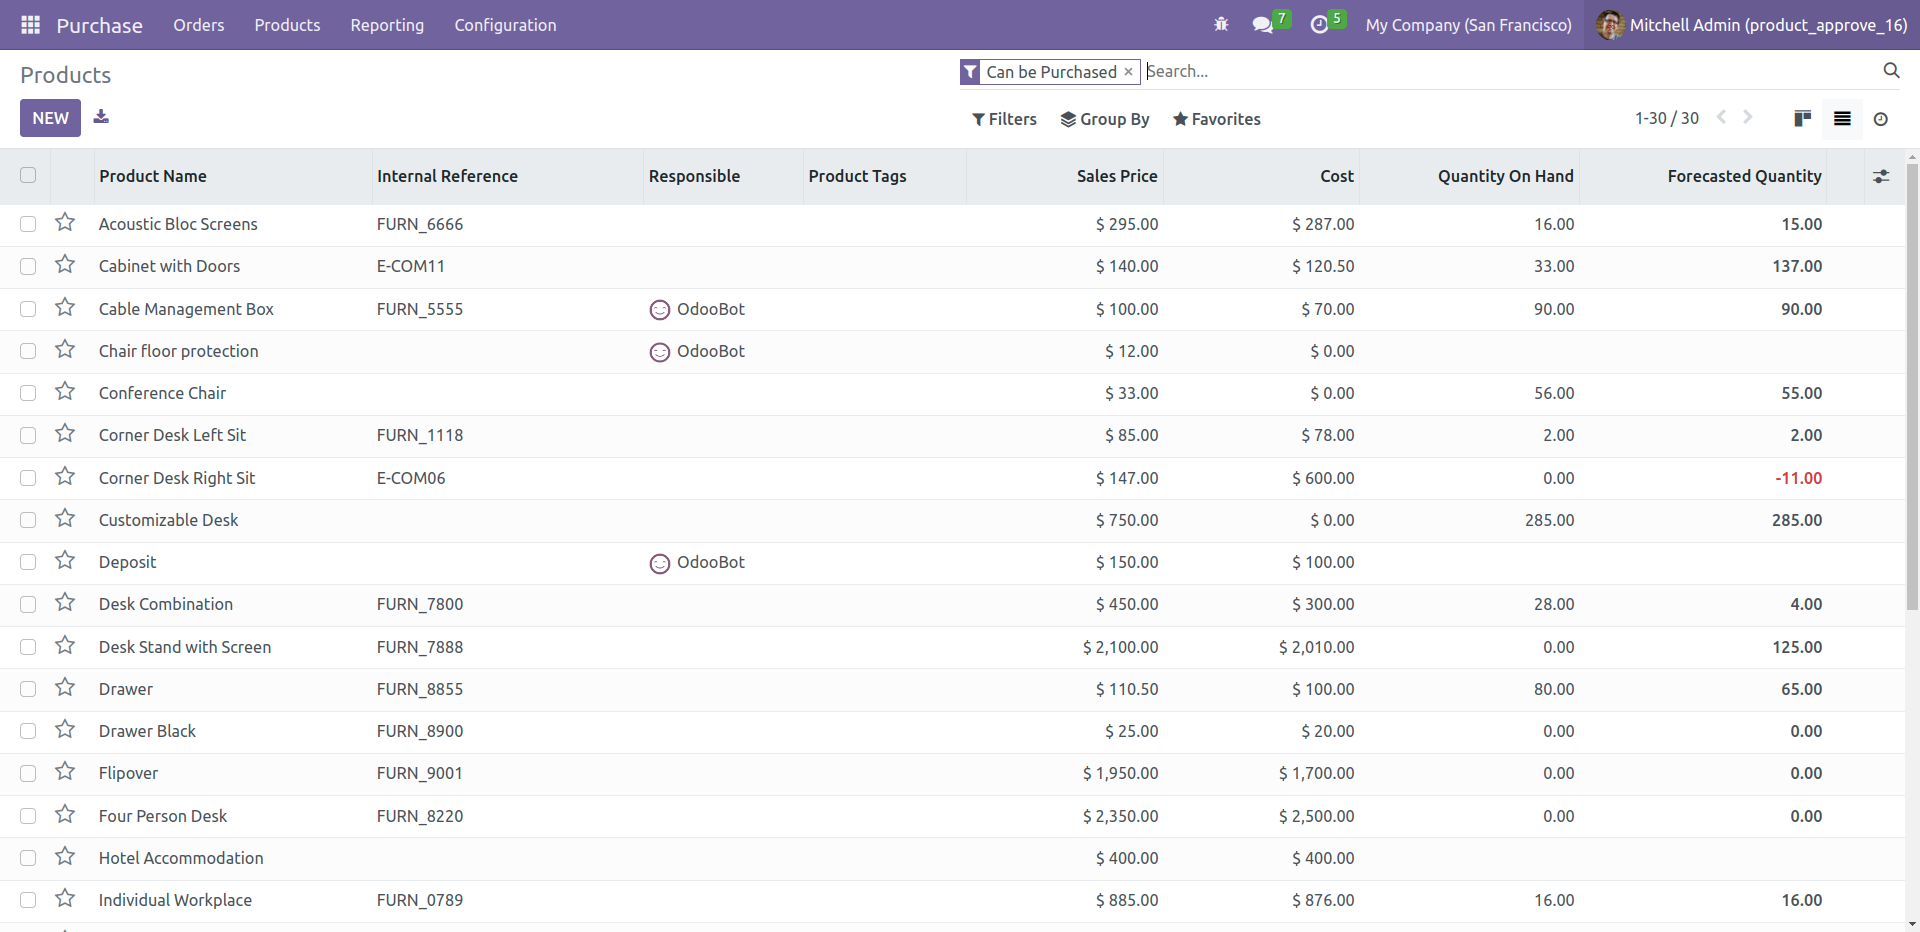 Purchase Orders Products Reporting Configuration 7 5 My Company (San Francisco) Mitchell Admin (product_approve_16)
Products Can be Purchased × Search...
NEW Filters Group By Favorites 1-30 / 30
Product Name Internal Reference Responsible Product Tags Sales Price Cost Quantity On Hand Forecasted Quantity
Acoustic Bloc Screens FURN_6666 $ 295.00 $ 287.00 16.00 15.00
Cabinet with Doors E-COM11 $ 140.00 $ 120.50 33.00 137.00
Cable Management Box FURN_5555 OdooBot $ 100.00 $ 70.00 90.00 90.00
Chair floor protection OdooBot $ 12.00 $ 0.00
Conference Chair $ 33.00 $ 0.00 56.00 55.00
Corner Desk Left Sit FURN_1118 $ 85.00 $ 78.00 2.00 2.00
Corner Desk Right Sit E-COM06 $ 147.00 $ 600.00 0.00 -11.00
Customizable Desk $ 750.00 $ 0.00 285.00 285.00
Deposit OdooBot $ 150.00 $ 100.00
Desk Combination FURN_7800 $ 450.00 $ 300.00 28.00 4.00
Desk Stand with Screen FURN_7888 $ 2,100.00 $ 2,010.00 0.00 125.00
Drawer FURN_8855 $ 110.50 $ 100.00 80.00 65.00
Drawer Black FURN_8900 $ 25.00 $ 20.00 0.00 0.00
Flipover FURN_9001 $ 1,950.00 $ 1,700.00 0.00 0.00
Four Person Desk FURN_8220 $ 2,350.00 $ 2,500.00 0.00 0.00
Hotel Accommodation $ 400.00 $ 400.00
Individual Workplace FURN_0789 $ 885.00 $ 876.00 16.00 16.00